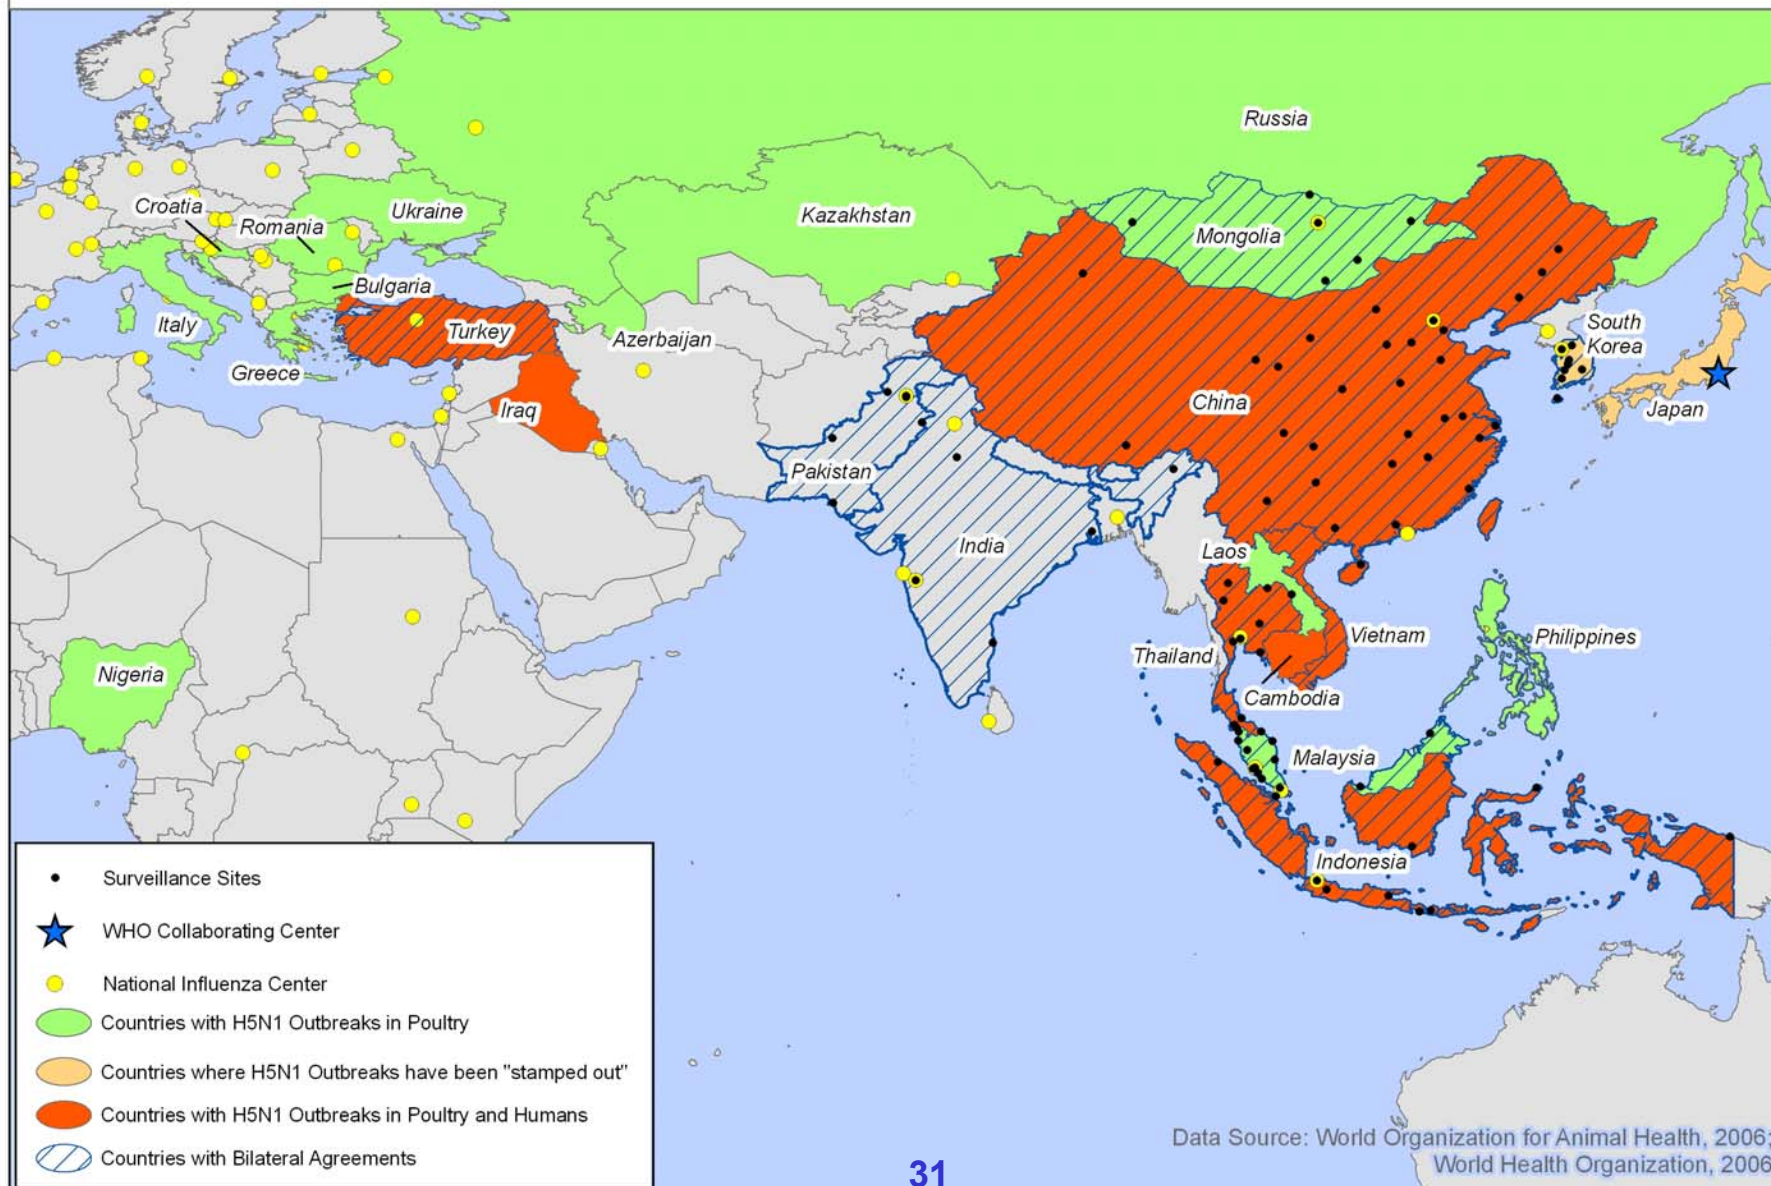 Russia
Croatia
Romania
Ukraine
Kazakhstan
Mongolia
Bulgaria
Italy
Turkey
Azerbaijan
South
Korea
Greece
Iraq
China
Japan
Pakistan
India
Laos
Nigeria
Thailand
Vietnam
Philippines
Cambodia
Malaysia
Indonesia
Surveillance Sites
WHO Collaborating Center
National Influenza Center
Countries with H5N1 Outbreaks in Poultry
Countries where H5N1 Outbreaks have been "stamped out"
Countries with H5N1 Outbreaks in Poultry and Humans
Countries with Bilateral Agreements
Data Source: World Organization for Animal Health, 2006;
World Health Organization, 2006
31